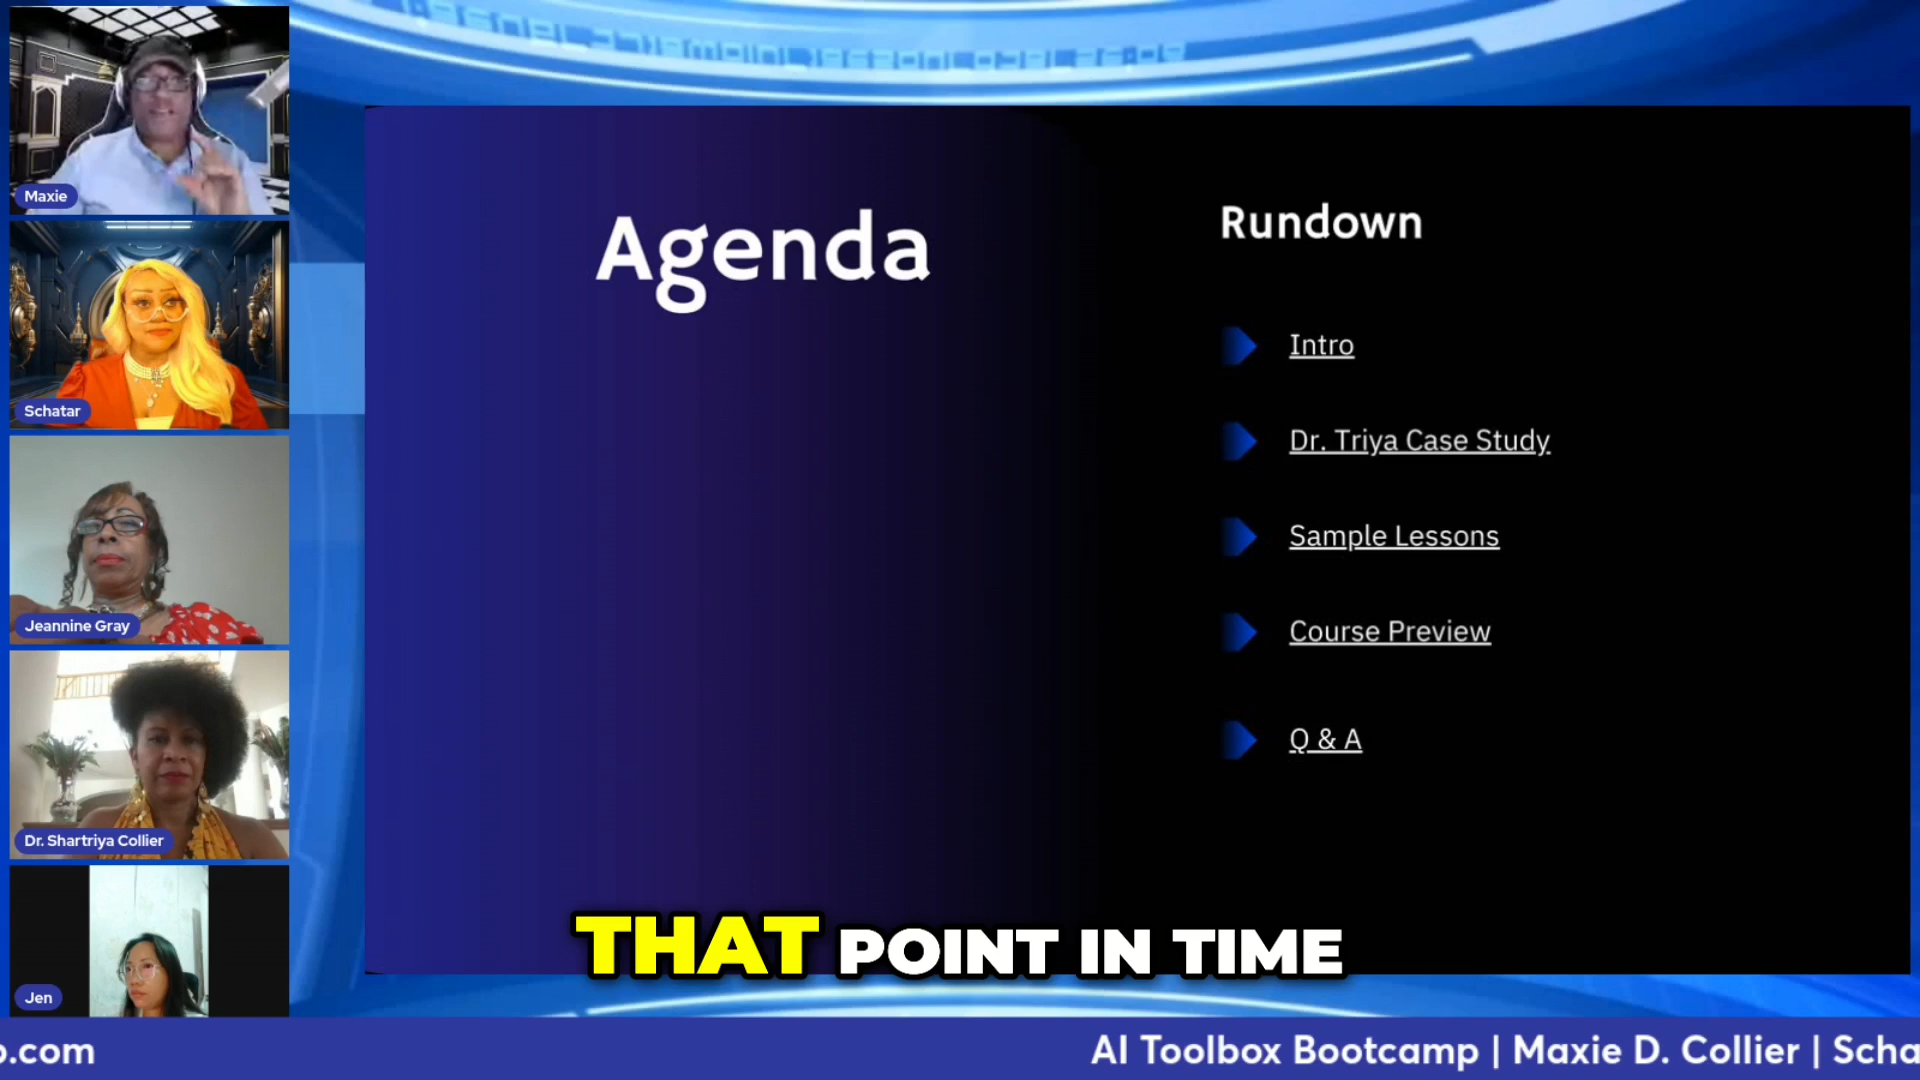 Maxie
Schatar
Jeannine Gray
Dr. Shartriya Collier
Jen
Agenda
Rundown
Intro
Dr. Triya Case Study
Sample Lessons
Course Preview
Q & A
THAT POINT IN TIME
.com
AI Toolbox Bootcamp | Maxie D. Collier | Scha